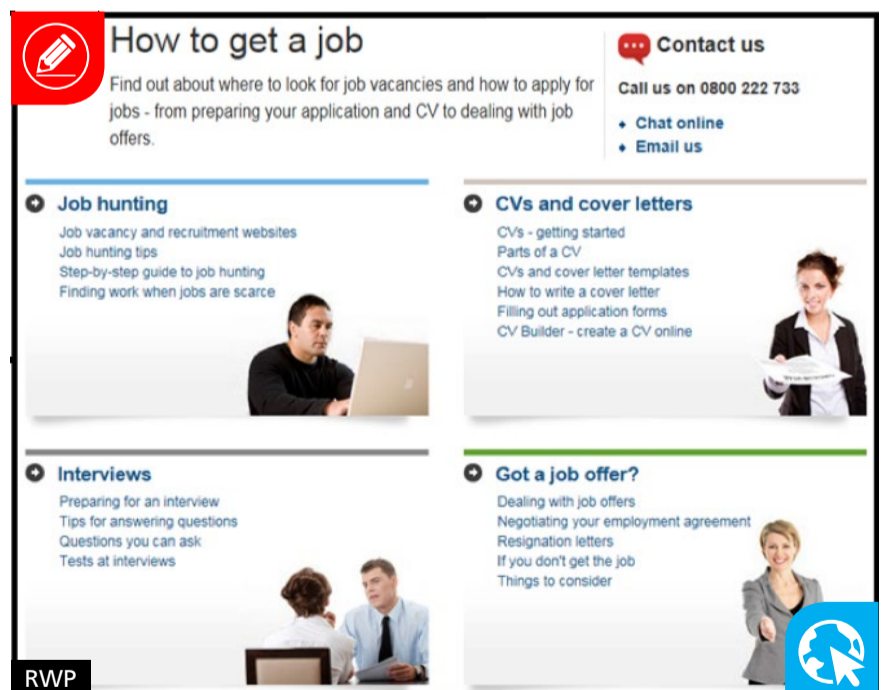 How to get a job
Find out about where to look for job vacancies and how to apply for
jobs - from preparing your application and CV to dealing with job
offers.
Contact us
Call us on 0800 222 733
Chat online
Email us
Job hunting
Job vacancy and recruitment websites
Job hunting tips
Step-by-step guide to job hunting
Finding work when jobs are scarce
CVs and cover letters
CVs - getting started
Parts of a CV
CVs and cover letter templates
How to write a cover letter
Filling out application forms
CV Builder - create a CV online
Interviews
Preparing for an interview
Tips for answering questions
Questions you can ask
Tests at interviews
Got a job offer?
Dealing with job offers
Negotiating your employment agreement
Resignation letters
If you don't get the job
Things to consider
RWP